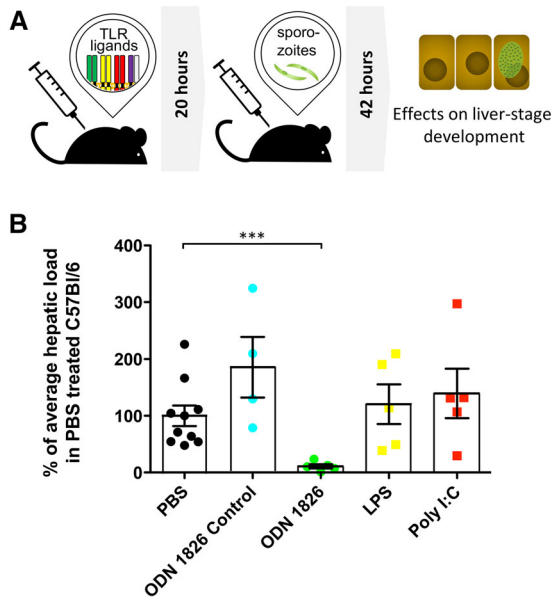 A
TLR
ligands
20 hours
sporo-
zoites
42 hours
Effects on liver-stage
development
B
% of average hepatic load
in PBS treated C57Bl/6
400
300
200
100
0
***
PBS
ODN 1826 Control
ODN 1826
LPS
Poly I:C